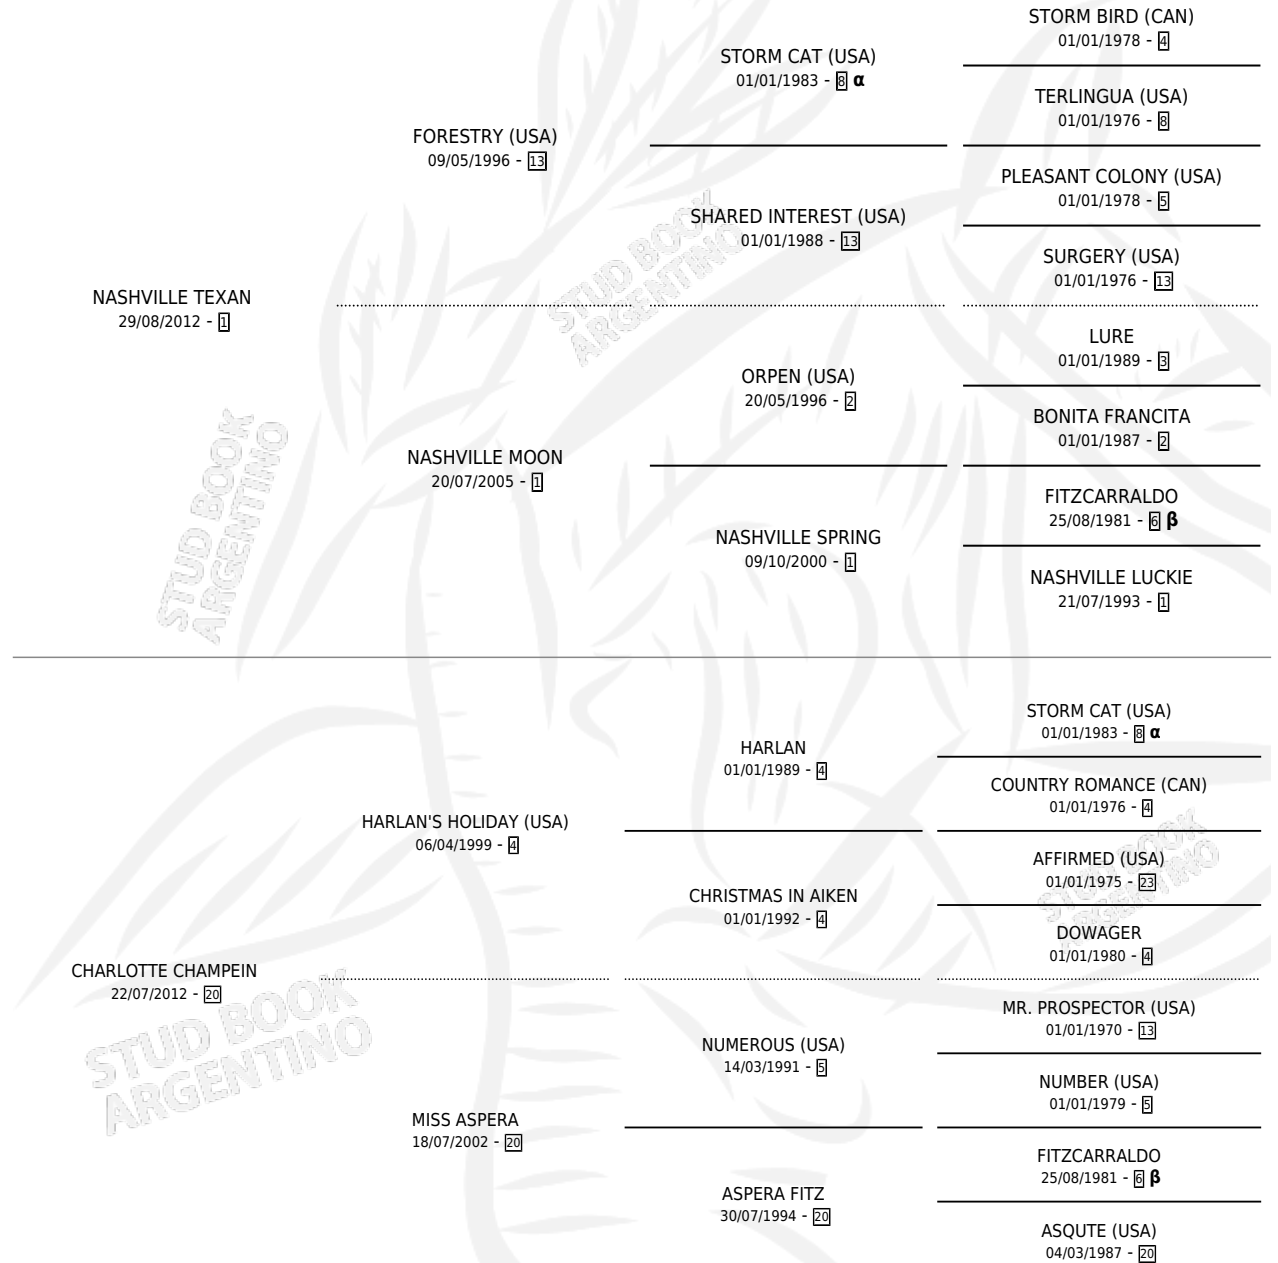 STORM BIRD (CAN)
01/01/1978 - 4
STORM CAT (USA)
01/01/1983 - 8 α
TERLINGUA (USA)
01/01/1976 - 8
FORESTRY (USA)
09/05/1996 - 13
PLEASANT COLONY (USA)
01/01/1978 - 5
SHARED INTEREST (USA)
01/01/1988 - 13
SURGERY (USA)
01/01/1976 - 13
NASHVILLE TEXAN
29/08/2012 - 1
LURE
01/01/1989 - 3
ORPEN (USA)
20/05/1996 - 2
BONITA FRANCITA
01/01/1987 - 2
NASHVILLE MOON
20/07/2005 - 1
FITZCARRALDO
25/08/1981 - 6 β
NASHVILLE SPRING
09/10/2000 - 1
NASHVILLE LUCKIE
21/07/1993 - 1
STORM CAT (USA)
01/01/1983 - 8 α
HARLAN
01/01/1989 - 4
COUNTRY ROMANCE (CAN)
01/01/1976 - 4
HARLAN'S HOLIDAY (USA)
06/04/1999 - 4
AFFIRMED (USA)
01/01/1975 - 23
CHRISTMAS IN AIKEN
01/01/1992 - 4
DOWAGER
01/01/1980 - 4
CHARLOTTE CHAMPEIN
22/07/2012 - 20
MR. PROSPECTOR (USA)
01/01/1970 - 13
NUMEROUS (USA)
14/03/1991 - 5
NUMBER (USA)
01/01/1979 - 5
MISS ASPERA
18/07/2002 - 20
FITZCARRALDO
25/08/1981 - 6 β
ASPERA FITZ
30/07/1994 - 20
ASQUTE (USA)
04/03/1987 - 20
STUD BOOK
ARGENTINO
STUD BOOK
ARGENTINO
STUD BOOK
ARGENTINO
STUD BOOK
ARGENTINO